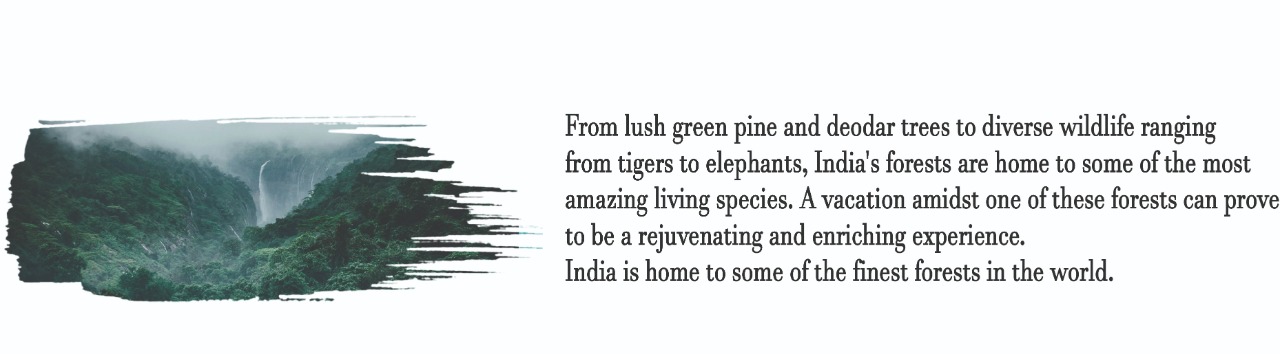 From lush green pine and deodar trees to diverse wildlife ranging
from tigers to elephants, India's forests are home to some of the most
amazing living species. A vacation amidst one of these forests can prove
to be a rejuvenating and enriching experience.
India is home to some of the finest forests in the world.